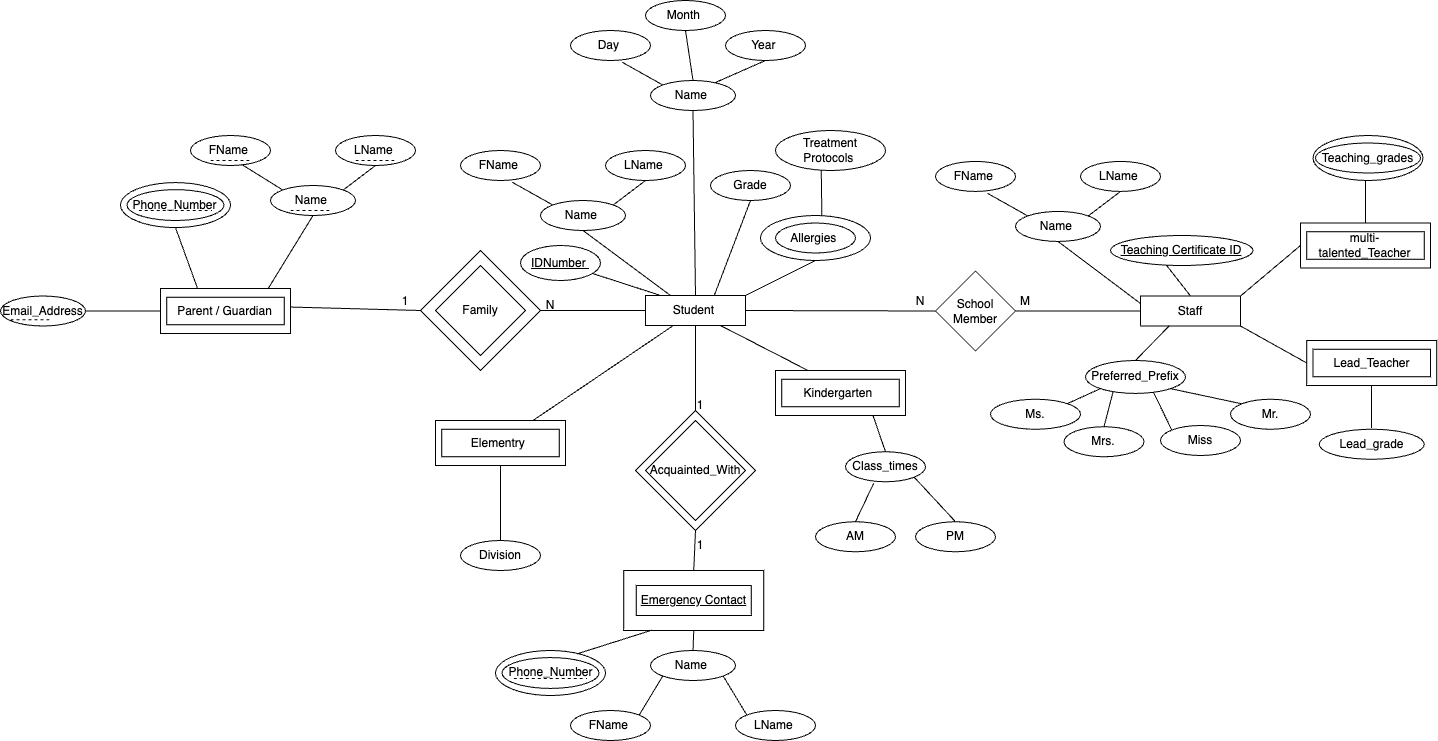 Month
Day
Year
Name
FName
LName
Name
Phone_Number
Email_Address
Parent / Guardian
1
Family
N
FName
LName
Name
IDNumber
Grade
Treatment
Protocols
Allergies
Student
N
School
Member
M
FName
LName
Name
Teaching Certificate ID
Staff
Teaching_grades
multi-
talented_Teacher
Lead_Teacher
Lead_grade
Preferred_Prefix
Ms.
Mrs.
Miss
Mr.
Elementry
Division
1
Acquainted_With
1
Kindergarten
Class_times
AM
PM
Emergency Contact
Phone_Number
Name
FName
LName